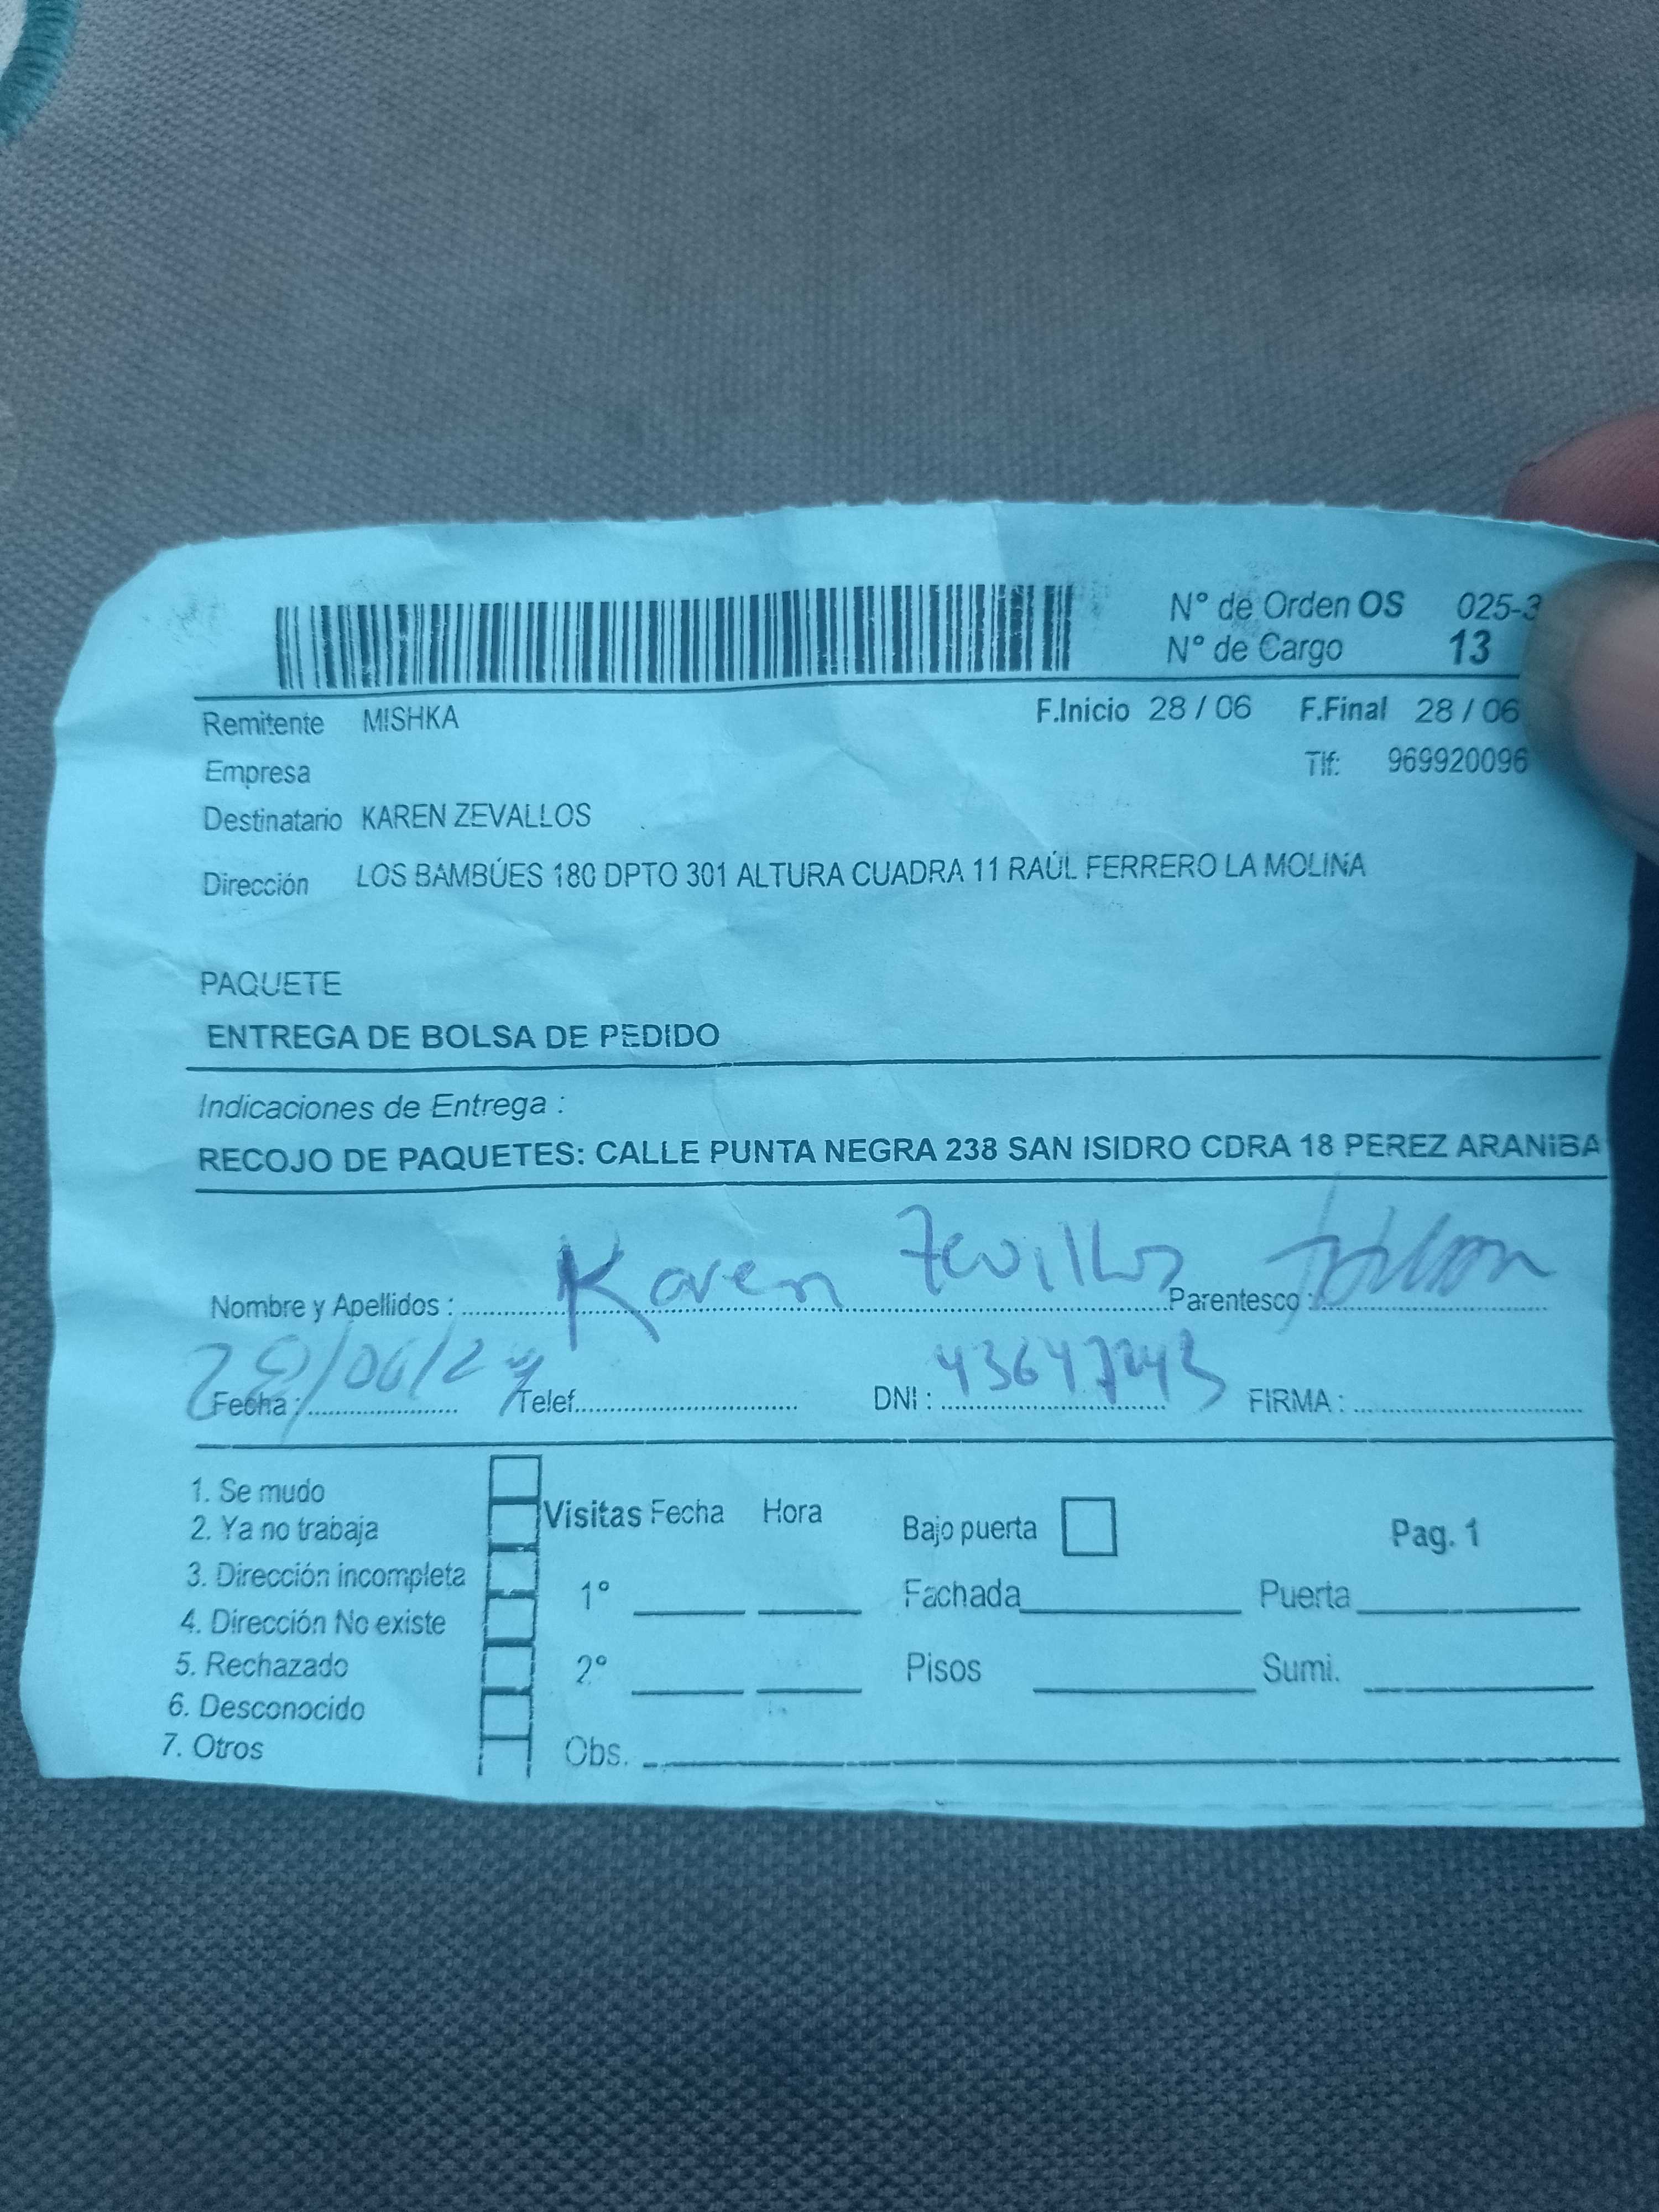 N° de Orden OS 025-3
N° de Cargo 13
Remitente MISHKA F.Inicio 28 / 06 F.Final 28 / 06
Empresa Tlf: 969920096
Destinatario KAREN ZEVALLOS
Dirección LOS BAMBÚES 180 DPTO 301 ALTURA CUADRA 11 RAÚL FERRERO LA MOLINA
PAQUETE
ENTREGA DE BOLSA DE PEDIDO
Indicaciones de Entrega :
RECOJO DE PAQUETES: CALLE PUNTA NEGRA 238 SAN ISIDRO CDRA 18 PEREZ ARANIBA
Nombre y Apellidos : Karen Zevallos Parentesco :
Fecha : 28/06/24 Telef. DNI : 43647243 FIRMA :
1. Se mudo
2. Ya no trabaja
3. Dirección incompleta
4. Dirección No existe
5. Rechazado
6. Desconocido
7. Otros
Visitas Fecha Hora
1°
2°
Obs.
Bajo puerta Pag. 1
Fachada Puerta
Pisos Sumi.